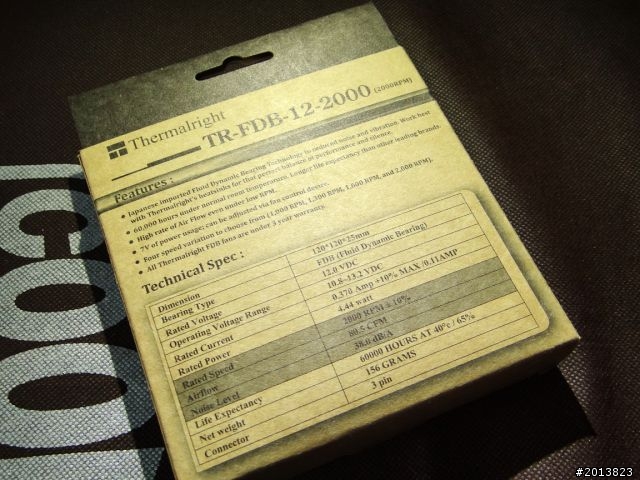 Thermalright
TR-FDB-12-2000 (2000RPM)
Features :
• Japanese imported Fluid Dynamic Bearing Technology to reduced noise and vibration. Work best
with Thermalright's heatsinks for that perfect balance of performance and silence.
• 60,000 hours under normal room temperature. Longer life expectancy than other leading brands.
• High rate of Air Flow even under low RPM.
• 7V of power usage; can be adjusted via fan control device.
• Four speed variation to choose from (1,000 RPM, 1,300 RPM, 1,600 RPM, and 2,000 RPM).
• All Thermalright FDB fans are under 3 year warranty.
Technical Spec :
Dimension 120*120*25mm
Bearing Type FDB (Fluid Dynamic Bearing)
Rated Voltage 12.0 VDC
Operating Voltage Range 10.8~13.2 VDC
Rated Current 0.370 Amp +10% MAX /0.11AMP
Rated Power 4.44 watt
Rated Speed 2000 RPM ± 10%
Airflow 80.5 CFM
Noise Level 38.0 dB/A
Life Expectancy 60000 HOURS AT 40°c / 65%
Net weight 156 GRAMS
Connector 3 pin
#2013823